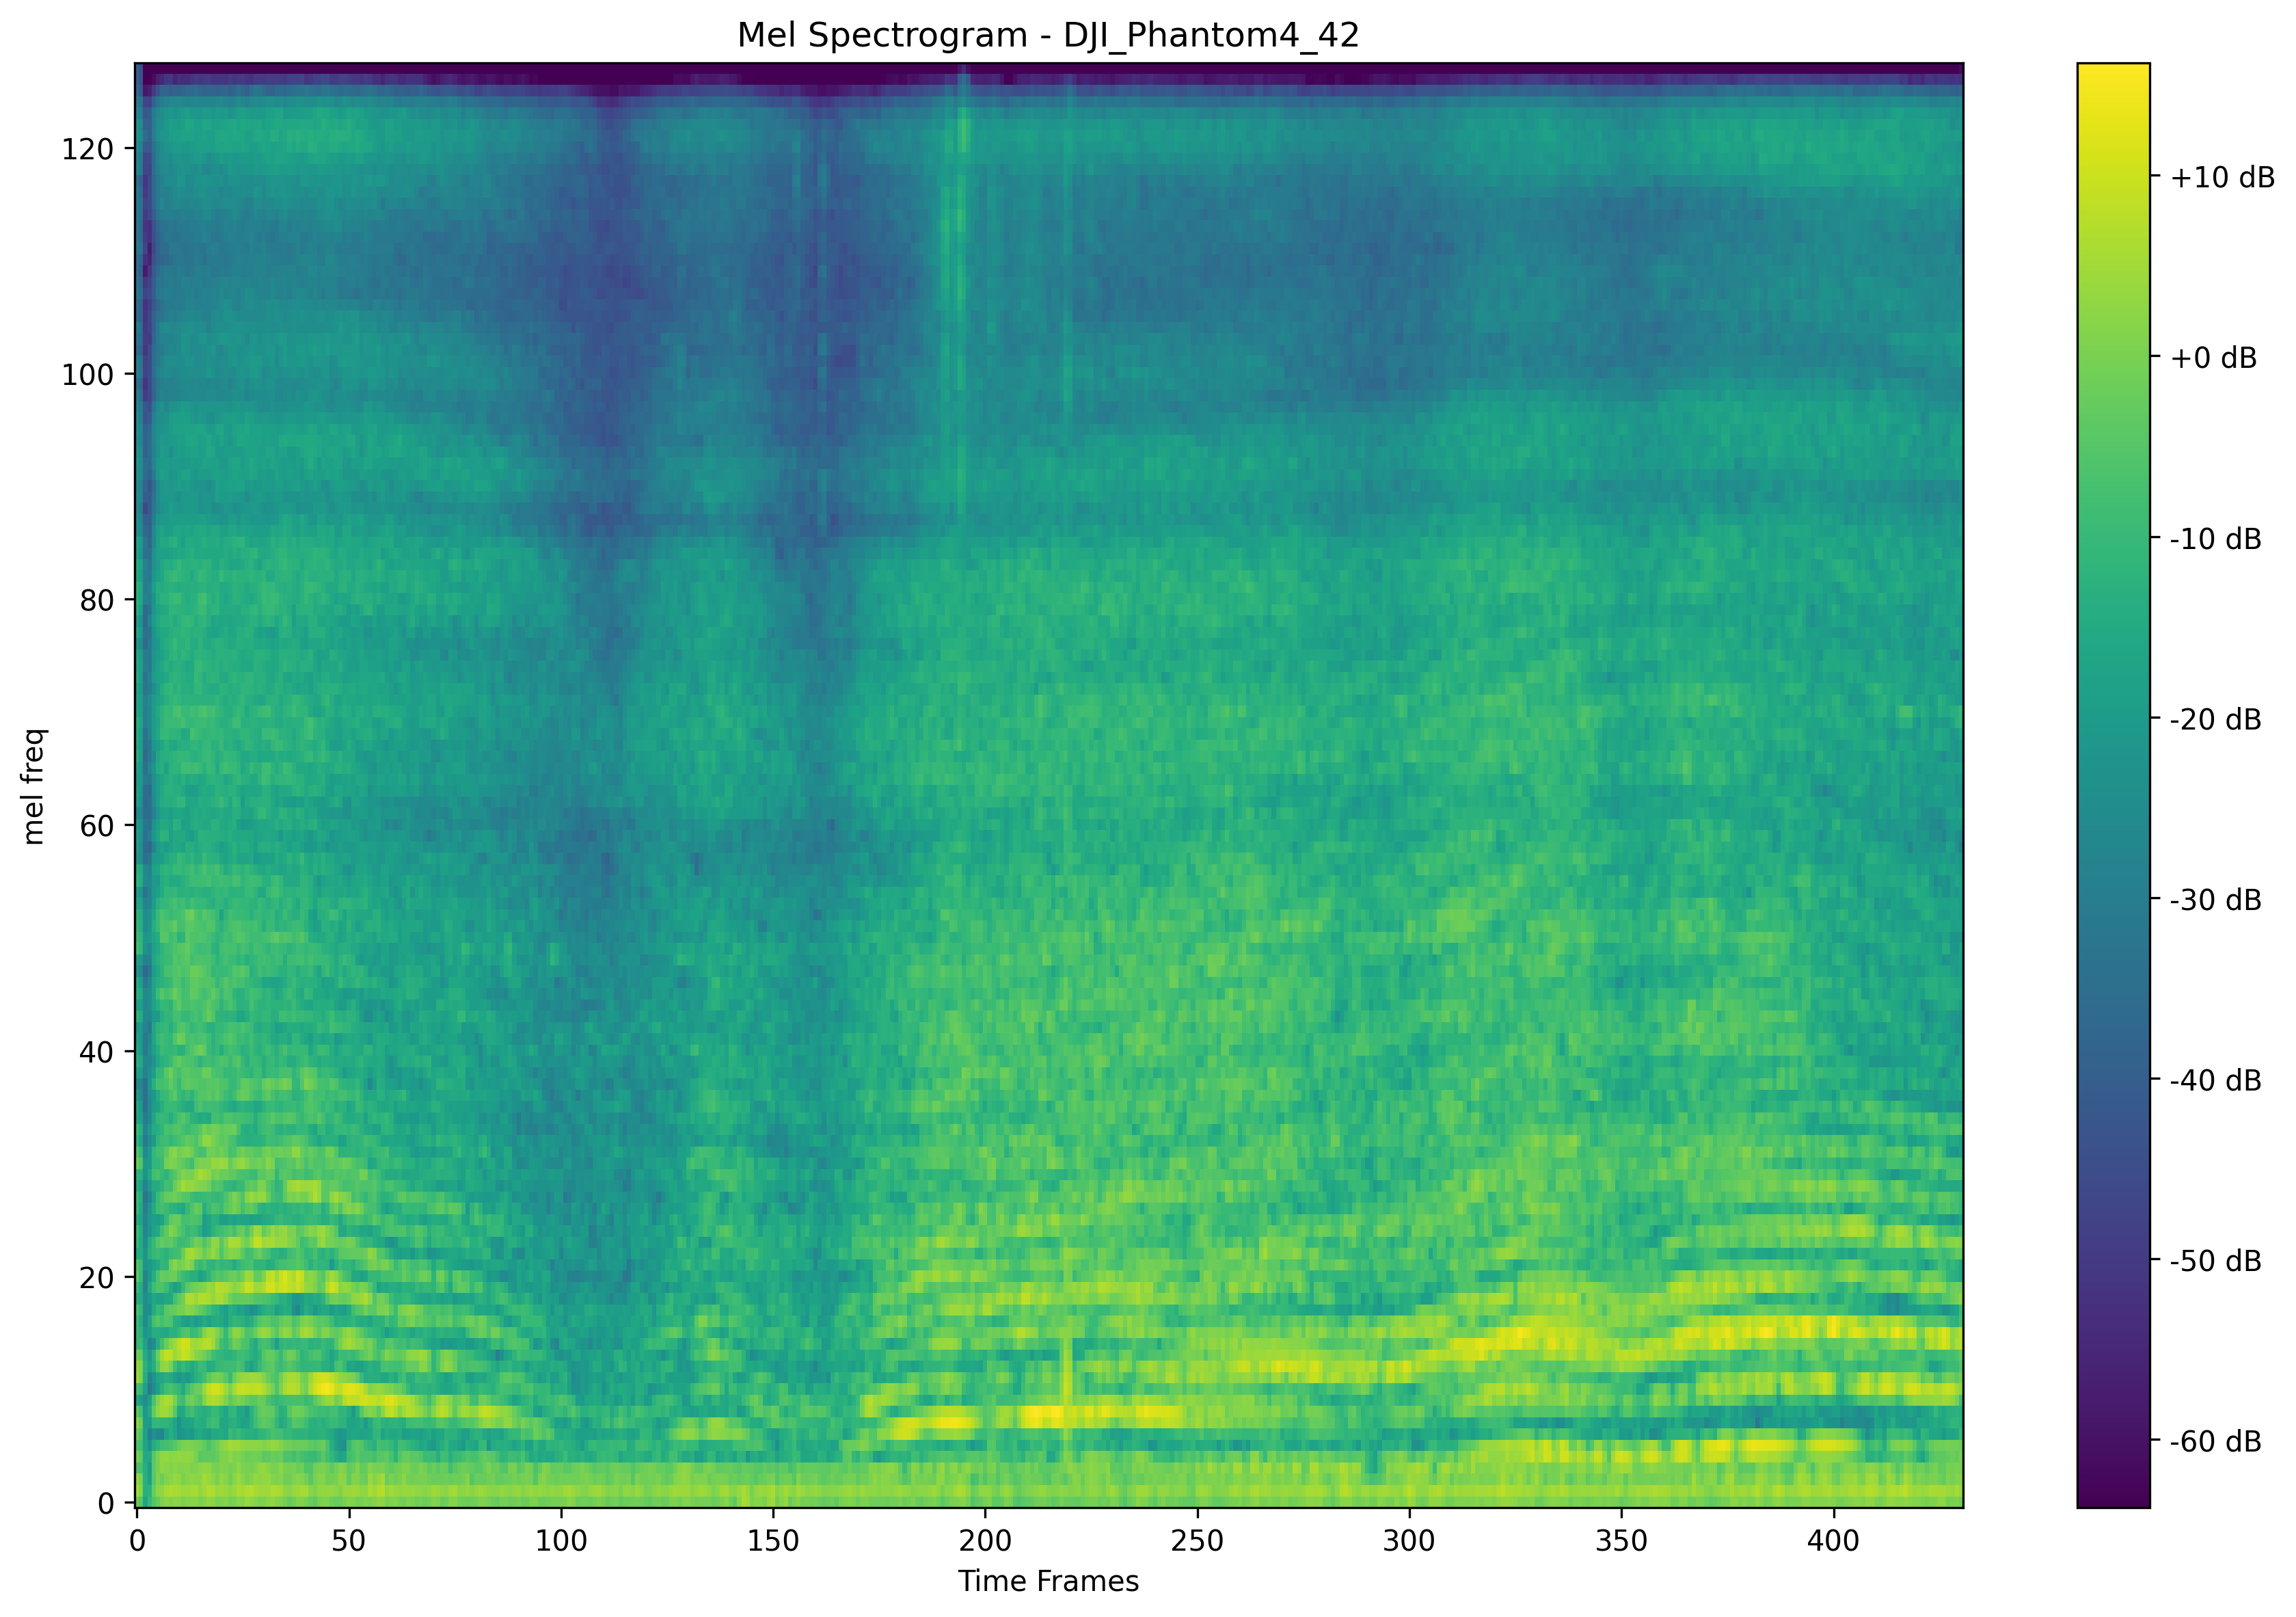 Mel Spectrogram - DJI_Phantom4_42
120
100
80
60
40
20
0
mel freq
0 50 100 150 200 250 300 350 400
Time Frames
+10 dB
+0 dB
-10 dB
-20 dB
-30 dB
-40 dB
-50 dB
-60 dB